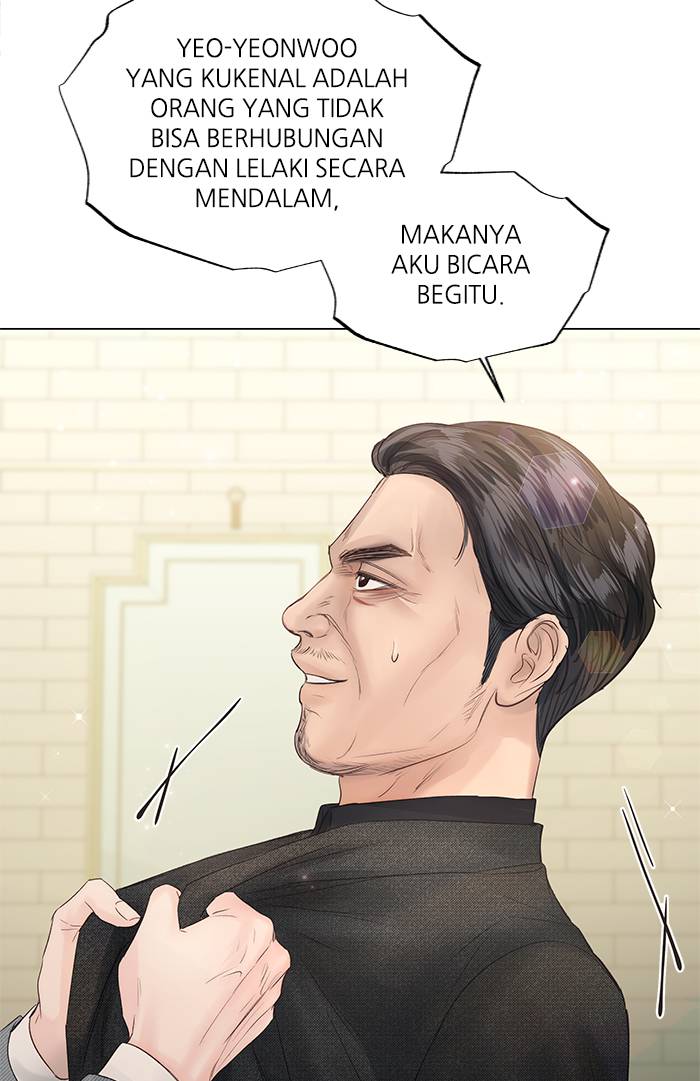 YEO-YEONWOO
YANG KUKENAL ADALAH
ORANG YANG TIDAK
BISA BERHUBUNGAN
DENGAN LELAKI SECARA
MENDALAM,
MAKANYA
AKU BICARA
BEGITU.